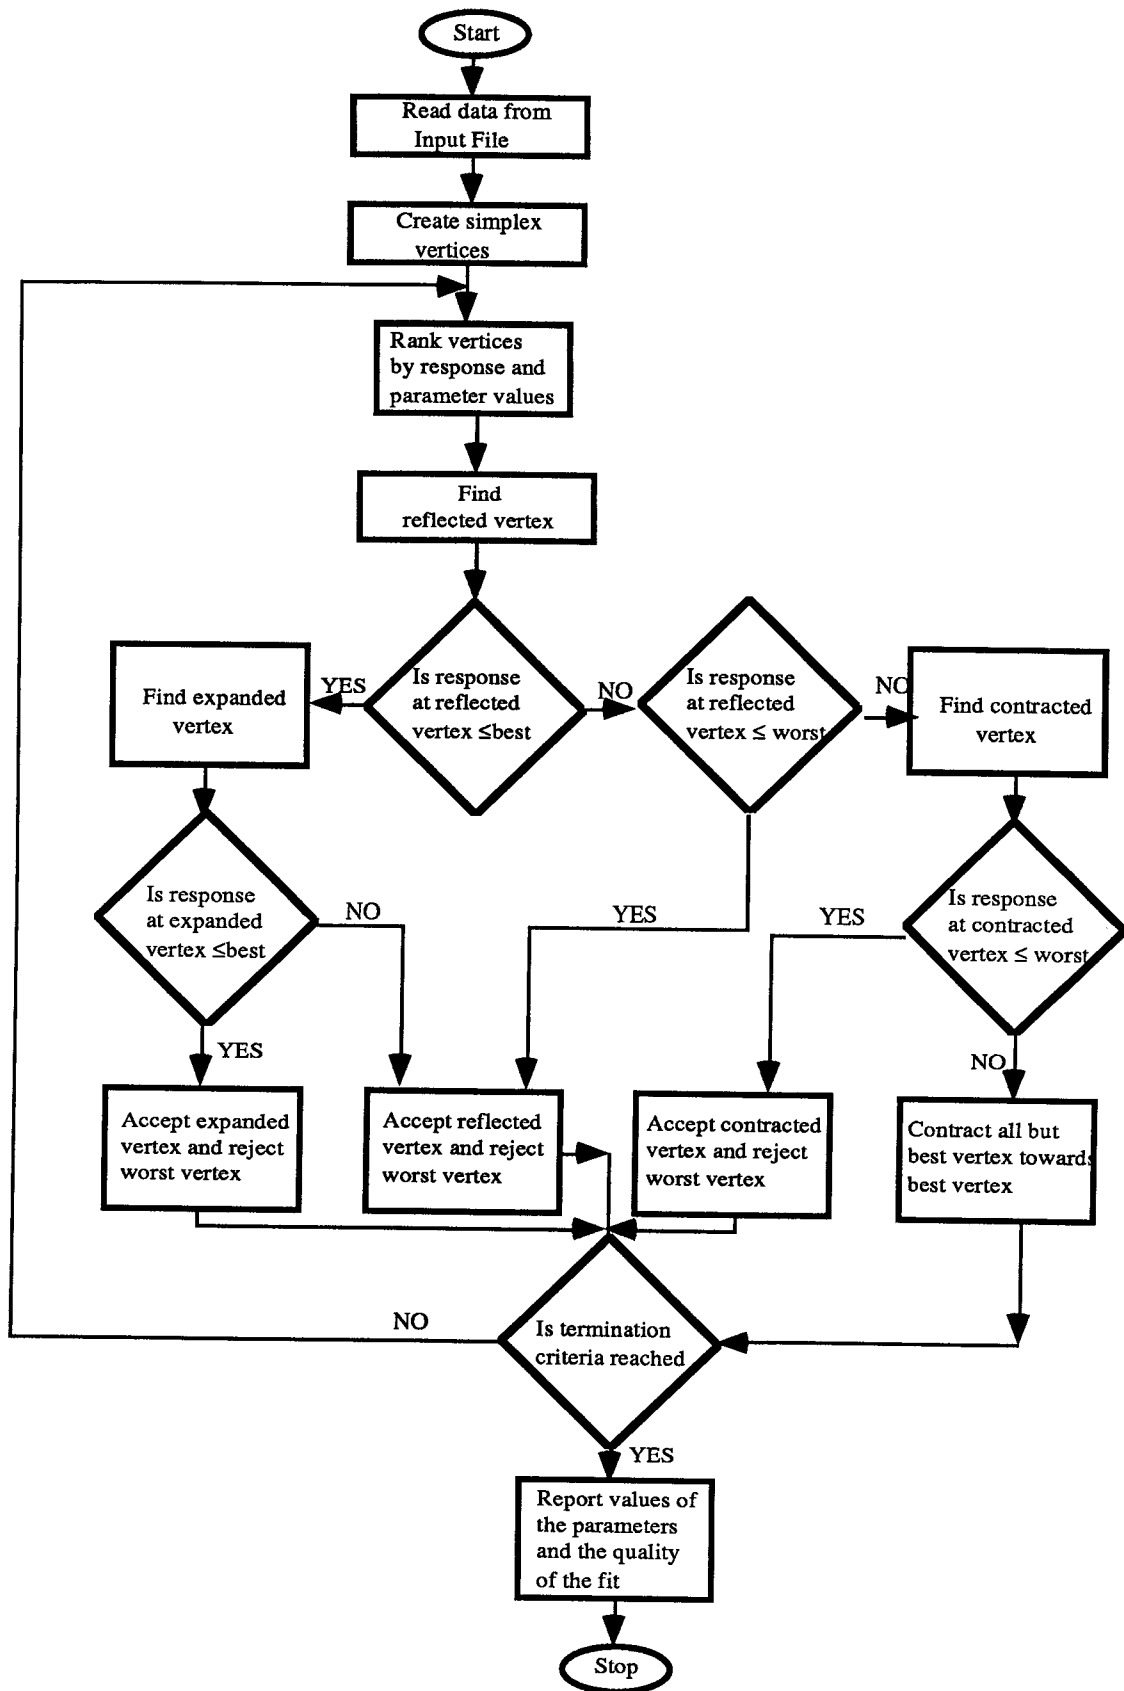 Start
Read data from
Input File
Create simplex
vertices
Rank vertices
by response and
parameter values
Find
reflected vertex
Find expanded
vertex
YES
Is response
at reflected
vertex ≤best
NO
Is response
at reflected
vertex ≤ worst
NO
Find contracted
vertex
Is response
at expanded
vertex ≤best
NO
YES
YES
Is response
at contracted
vertex ≤ worst
YES
NO
Accept expanded
vertex and reject
worst vertex
Accept reflected
vertex and reject
worst vertex
Accept contracted
vertex and reject
worst vertex
Contract all but
best vertex towards
best vertex
NO
Is termination
criteria reached
YES
Report values of
the parameters
and the quality
of the fit
Stop